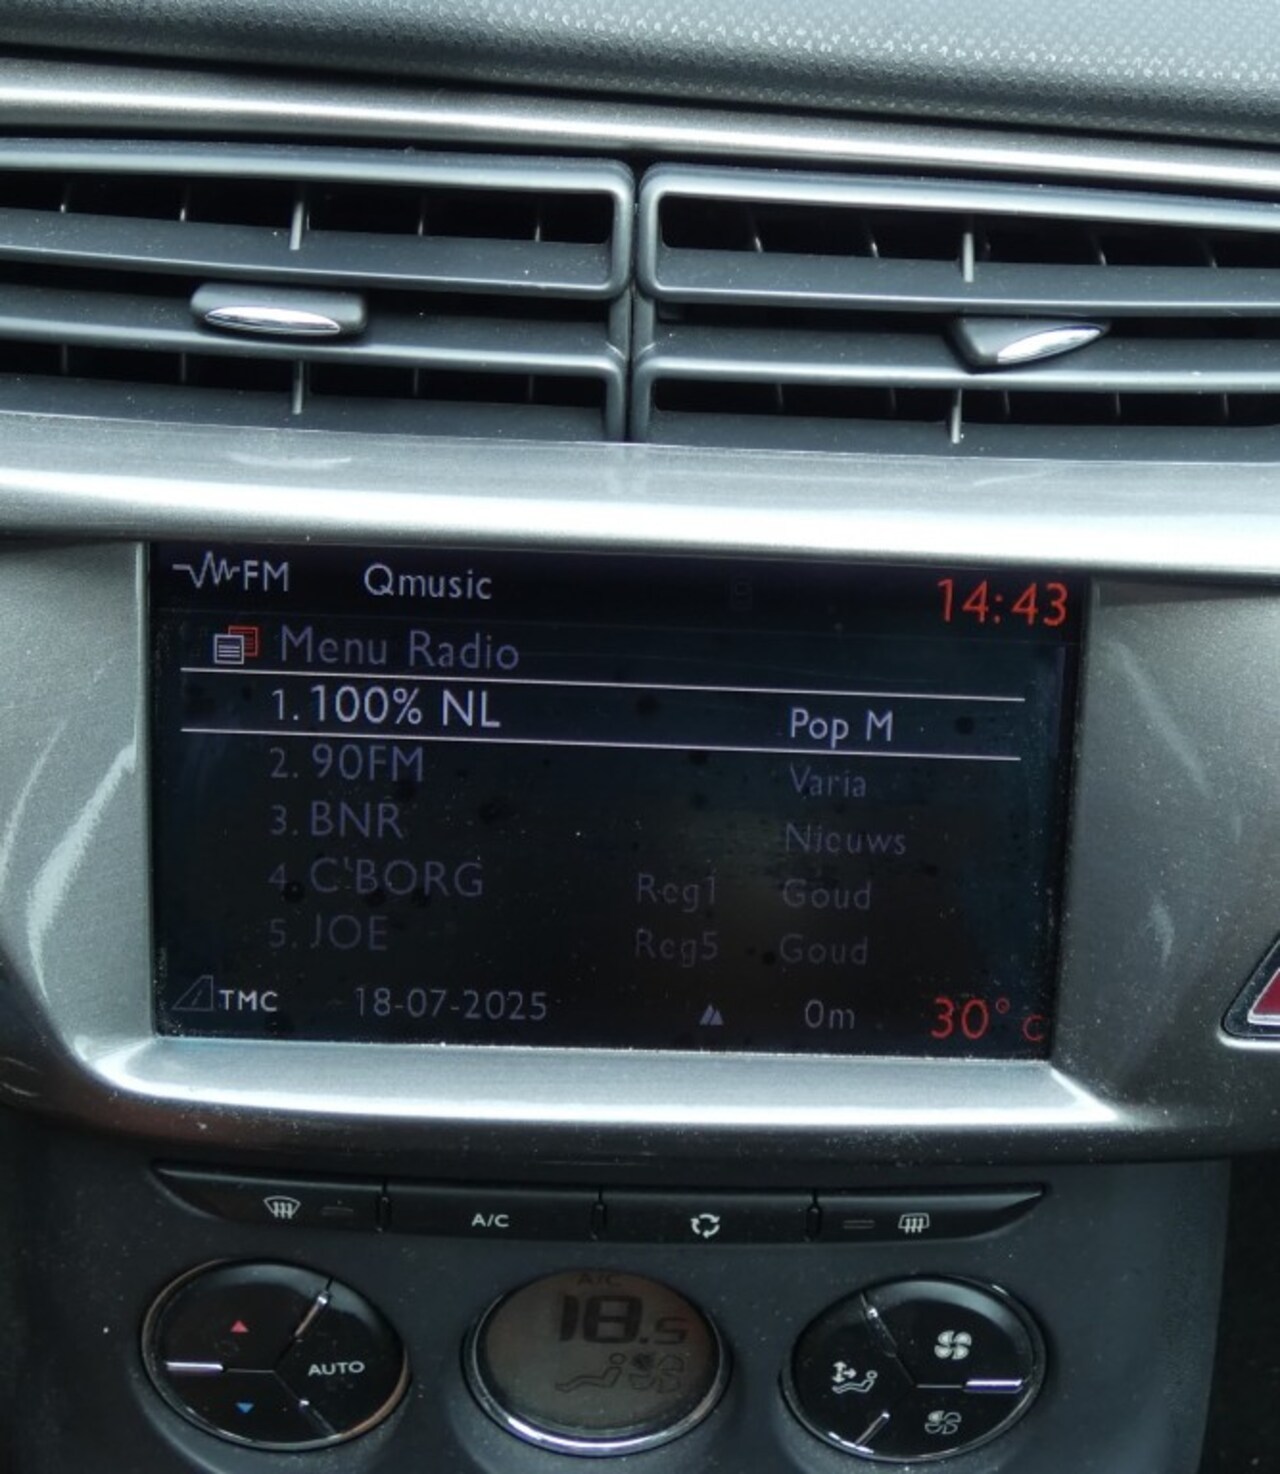 FM Qmusic 14:43
Menu Radio
1. 100% NL Pop M
2. 90FM Varia
3. BNR Nieuws
4. C'BORG Reg1 Goud
5. JOE Reg5 Goud
TMC 18-07-2025 0m 30° C
A/C
A/C
18.5
AUTO